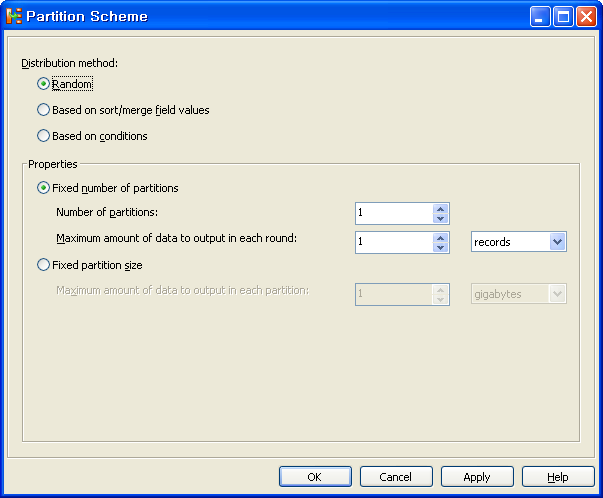 Partition Scheme
Distribution method:
Random
Based on sort/merge field values
Based on conditions
Properties
Fixed number of partitions
Number of partitions: 1
Maximum amount of data to output in each round: 1 records
Fixed partition size
Maximum amount of data to output in each partition: 1 gigabytes
OK Cancel Apply Help